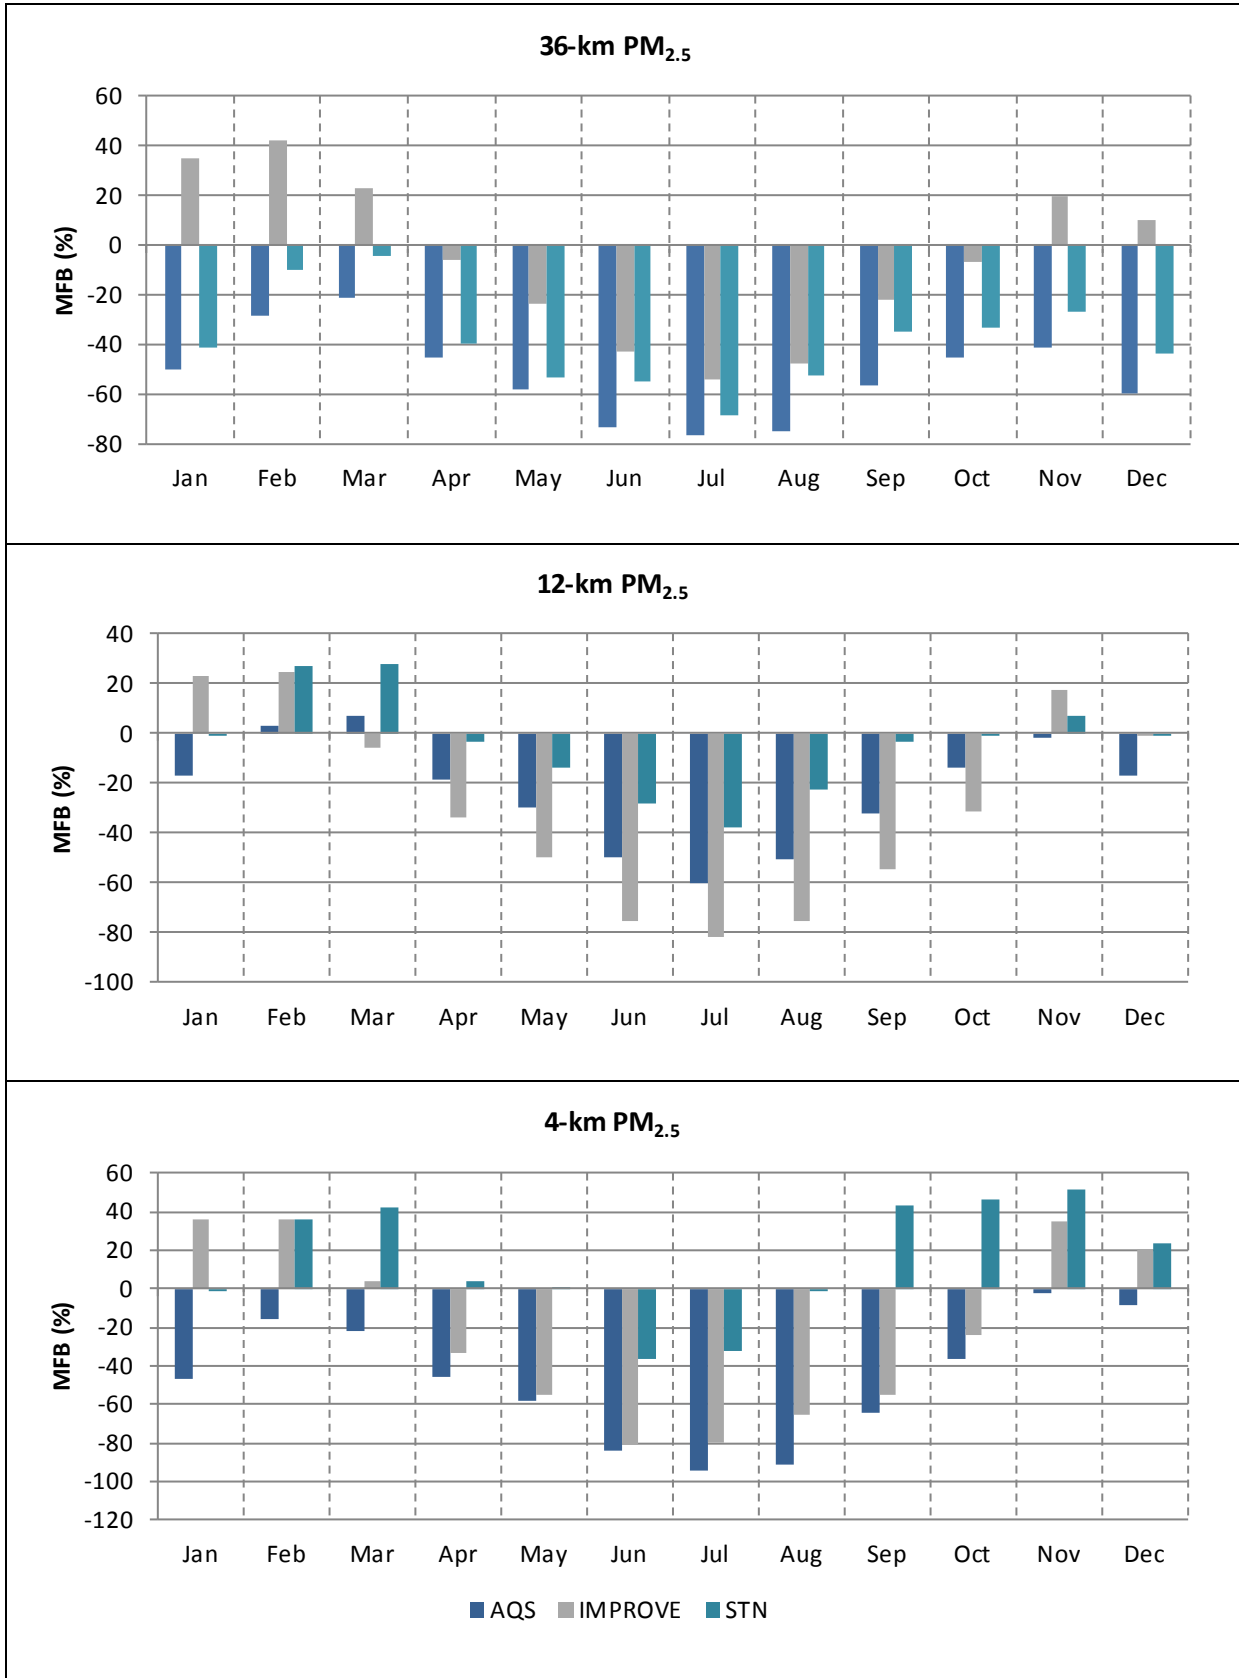 36-km PM2.5
60
40
20
0
-20
-40
-60
-80
MFB (%)
Jan Feb Mar Apr May Jun Jul Aug Sep Oct Nov Dec
12-km PM2.5
40
20
0
-20
-40
-60
-80
-100
MFB (%)
Jan Feb Mar Apr May Jun Jul Aug Sep Oct Nov Dec
4-km PM2.5
60
40
20
0
-20
-40
-60
-80
-100
-120
MFB (%)
Jan Feb Mar Apr May Jun Jul Aug Sep Oct Nov Dec
AQS IMPROVE STN